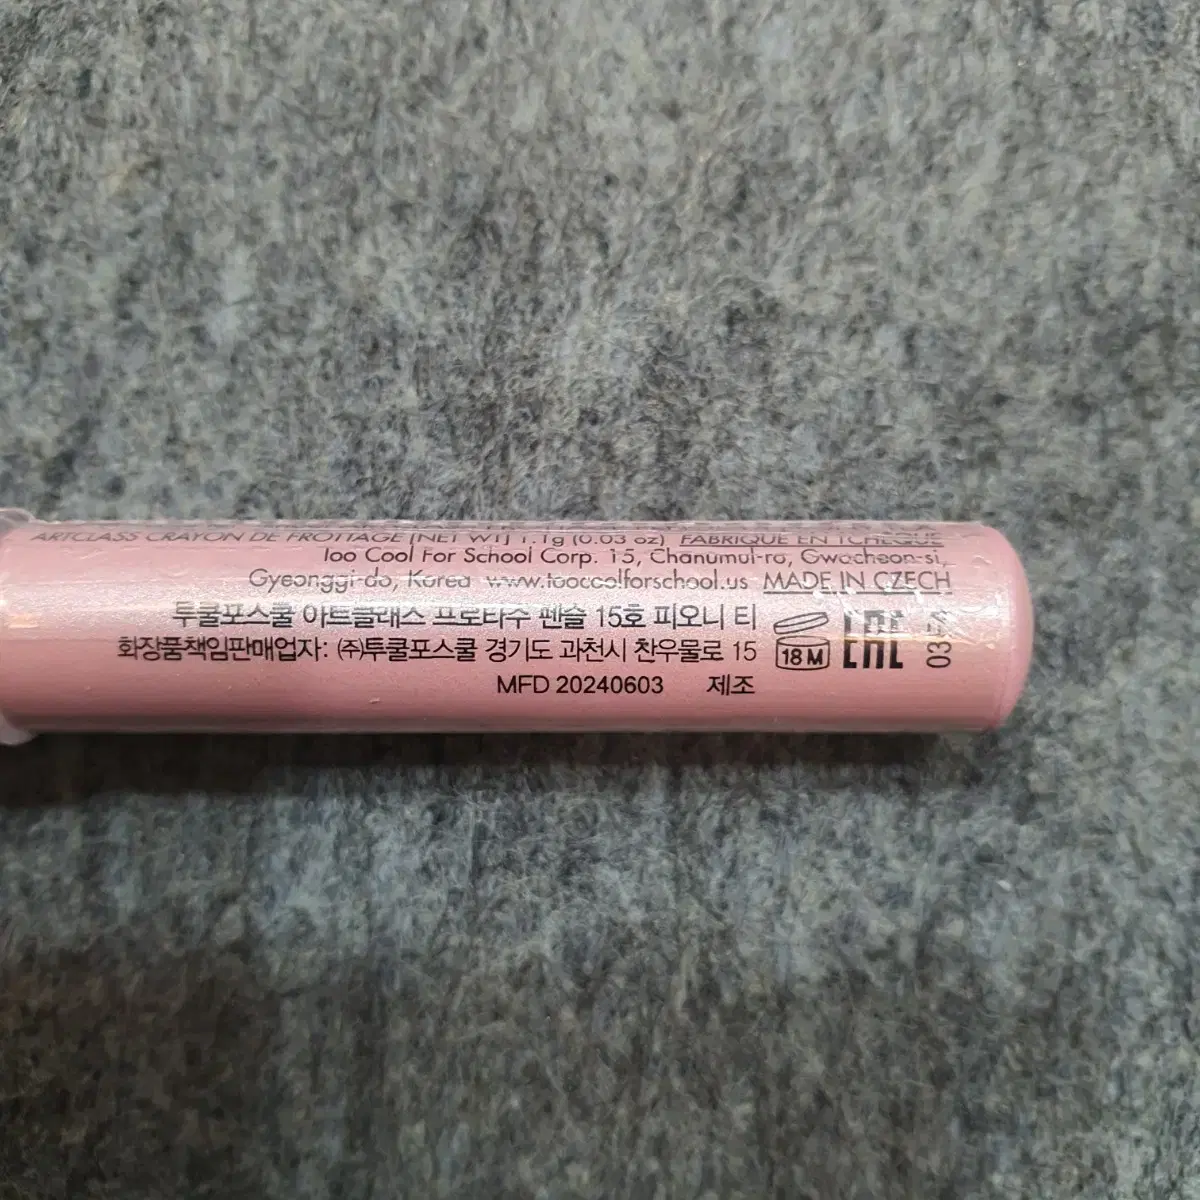 ARTCLASS CRAYON DE FROTTAGE [NET WT] 1.1g (0.03 oz) FABRIQUÉ EN TCHÈQUE
Too Cool For School Corp. 15, Chanumul-ro, Gwacheon-si,
Gyeonggi-do, Korea www.toocoolforschool.us MADE IN CZECH
투쿨포스쿨 아트클래스 프로타주 펜슬 15호 피오니 티
화장품책임판매업자: ㈜투쿨포스쿨 경기도 과천시 찬우물로 15
MFD 20240603 제조
18 M
EAC